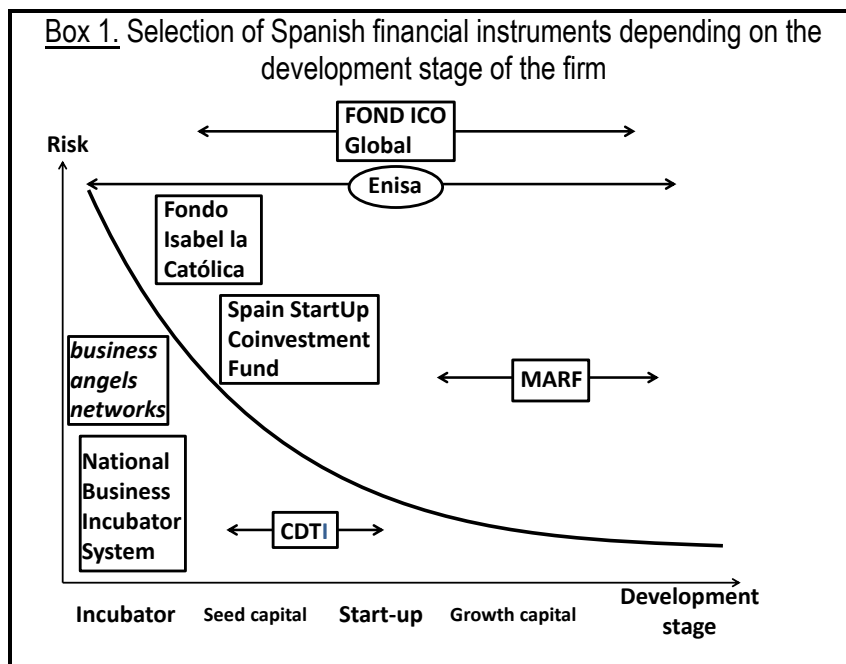 Box 1. Selection of Spanish financial instruments depending on the
development stage of the firm
FOND ICO
Global
Risk
Enisa
Fondo
Isabel la
Católica
Spain StartUp
Coinvestment
Fund
business
angels
networks
MARF
National
Business
Incubator
System
CDTI
Incubator
Seed capital
Start-up
Growth capital
Development
stage